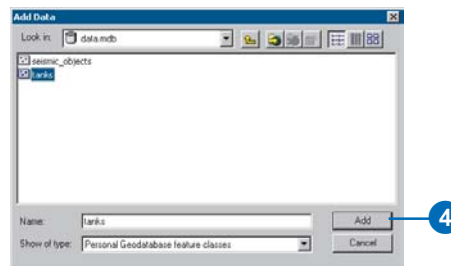 Add Data
Look in: data.mdb
seismic_objects
tanks
Name: tanks Add
Show of type: Personal Geodatabase feature classes Cancel
4